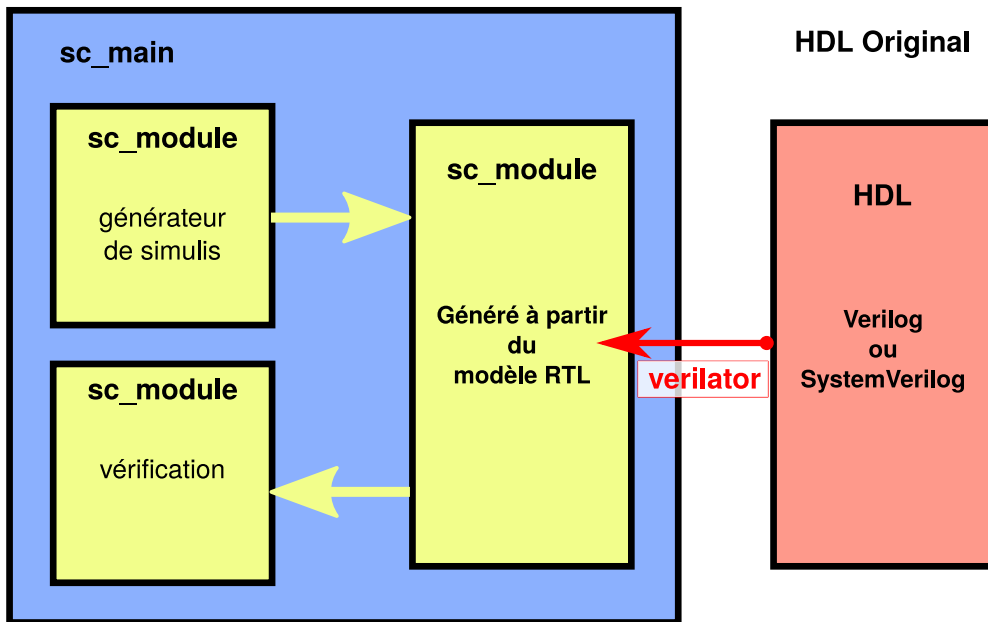 sc_main
HDL Original
sc_module
générateur
de simulis
sc_module
Généré à partir
du
modèle RTL
sc_module
vérification
verilator
HDL
Verilog
ou
SystemVerilog